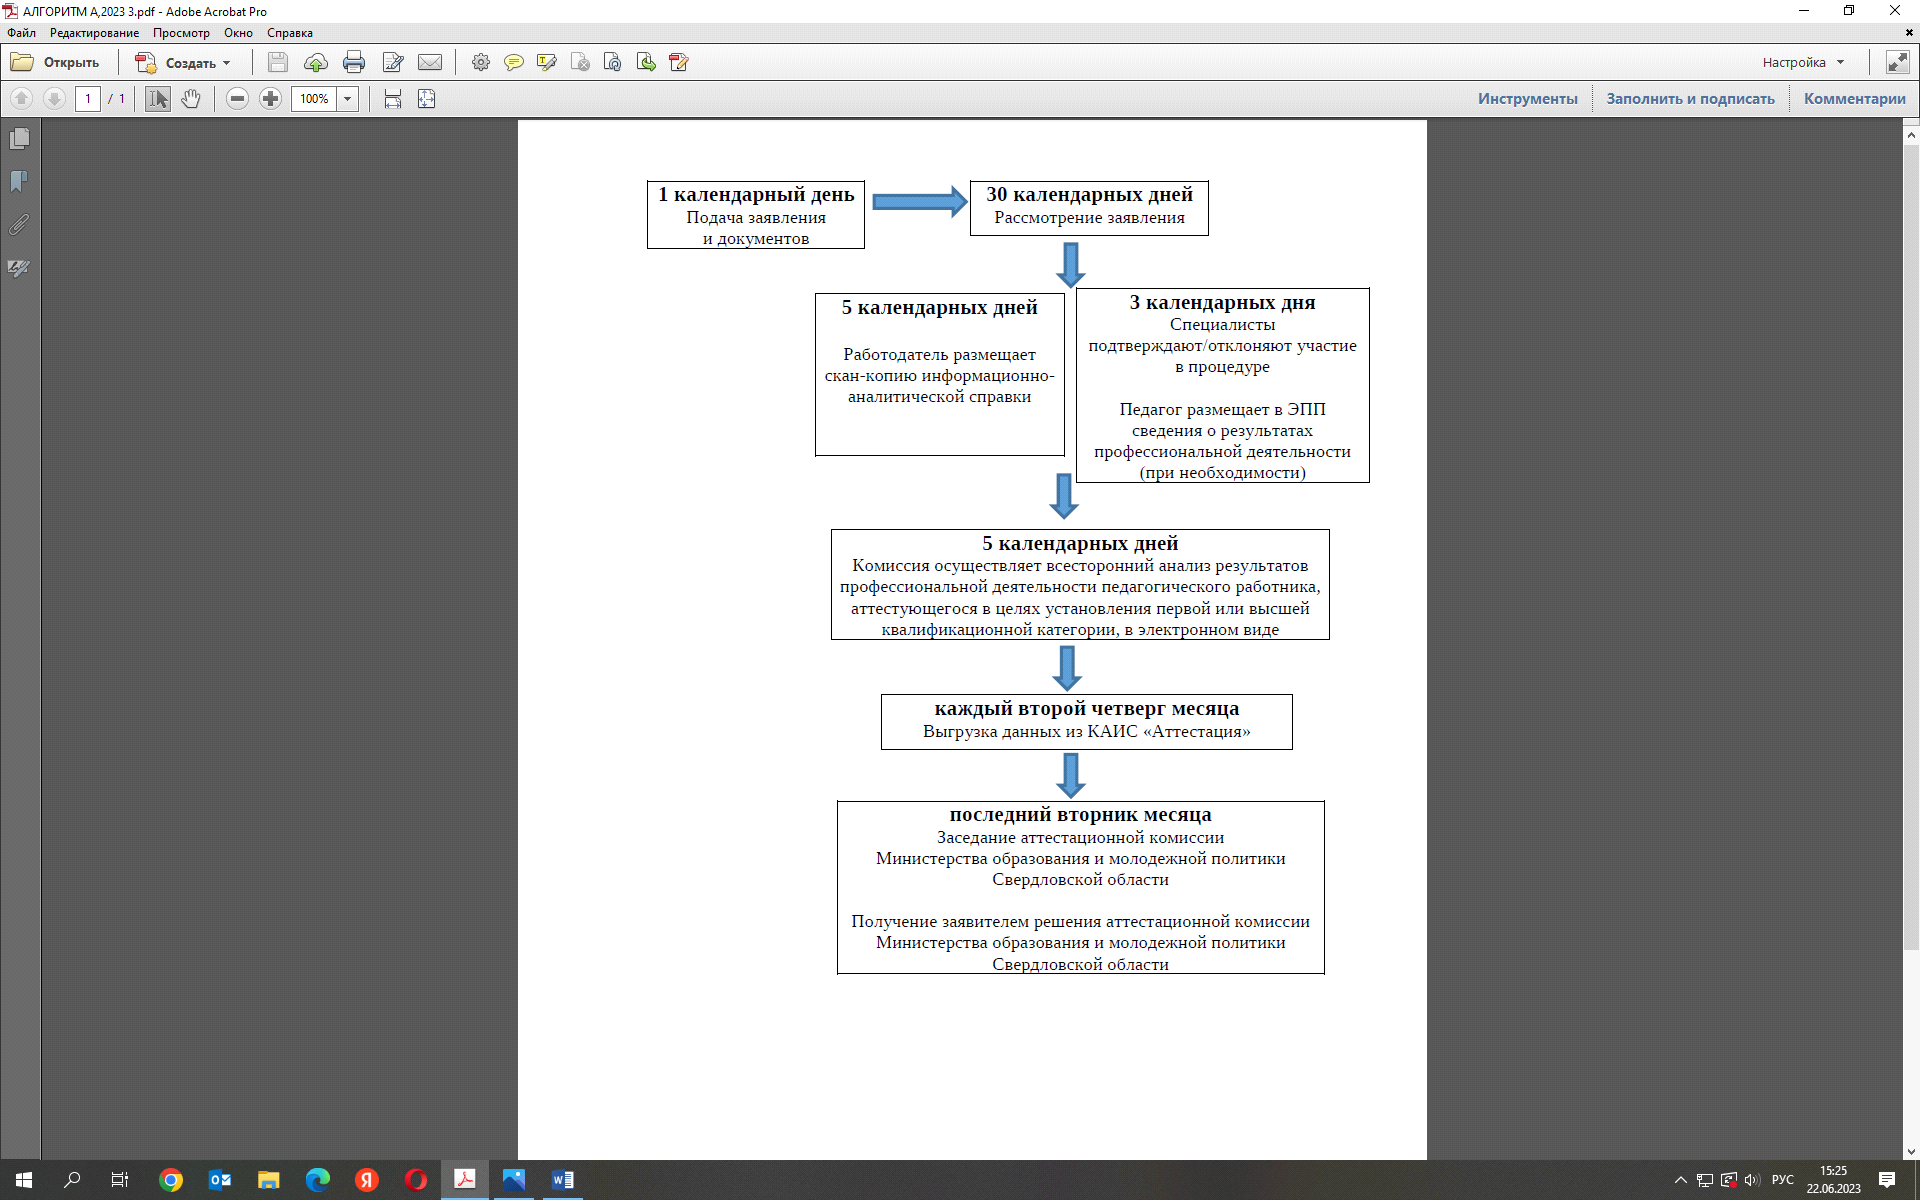 АЛГОРИТМ А,2023 3.pdf - Adobe Acrobat Pro
Файл Редактирование Просмотр Окно Справка
Открыть Создать Настройка
1 / 1 100% Инструменты Заполнить и подписать Комментарии
1 календарный день
Подача заявления
и документов
30 календарных дней
Рассмотрение заявления
5 календарных дней
Работодатель размещает
скан-копию информационно-
аналитической справки
3 календарных дня
Специалисты
подтверждают/отклоняют участие
в процедуре
Педагог размещает в ЭПП
сведения о результатах
профессиональной деятельности
(при необходимости)
5 календарных дней
Комиссия осуществляет всесторонний анализ результатов
профессиональной деятельности педагогического работника,
аттестующегося в целях установления первой или высшей
квалификационной категории, в электронном виде
каждый второй четверг месяца
Выгрузка данных из КАИС «Аттестация»
последний вторник месяца
Заседание аттестационной комиссии
Министерства образования и молодежной политики
Свердловской области
Получение заявителем решения аттестационной комиссии
Министерства образования и молодежной политики
Свердловской области
РУС
15:25
22.06.2023